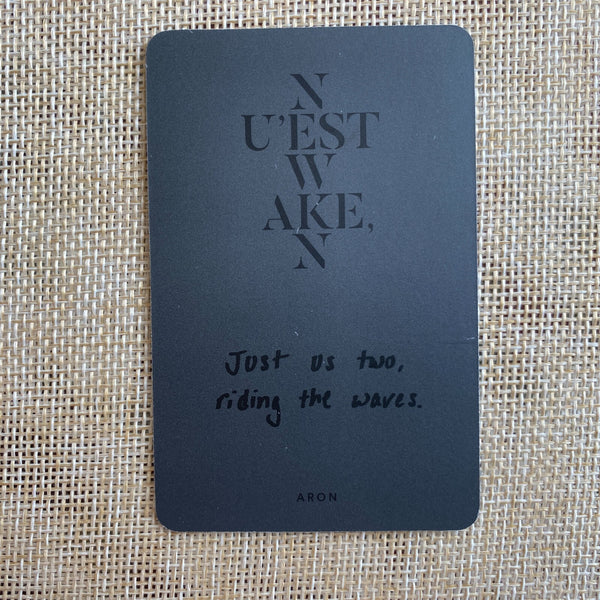 N
U'EST
W
AKE,
N
Just us two,
riding the waves.
ARON